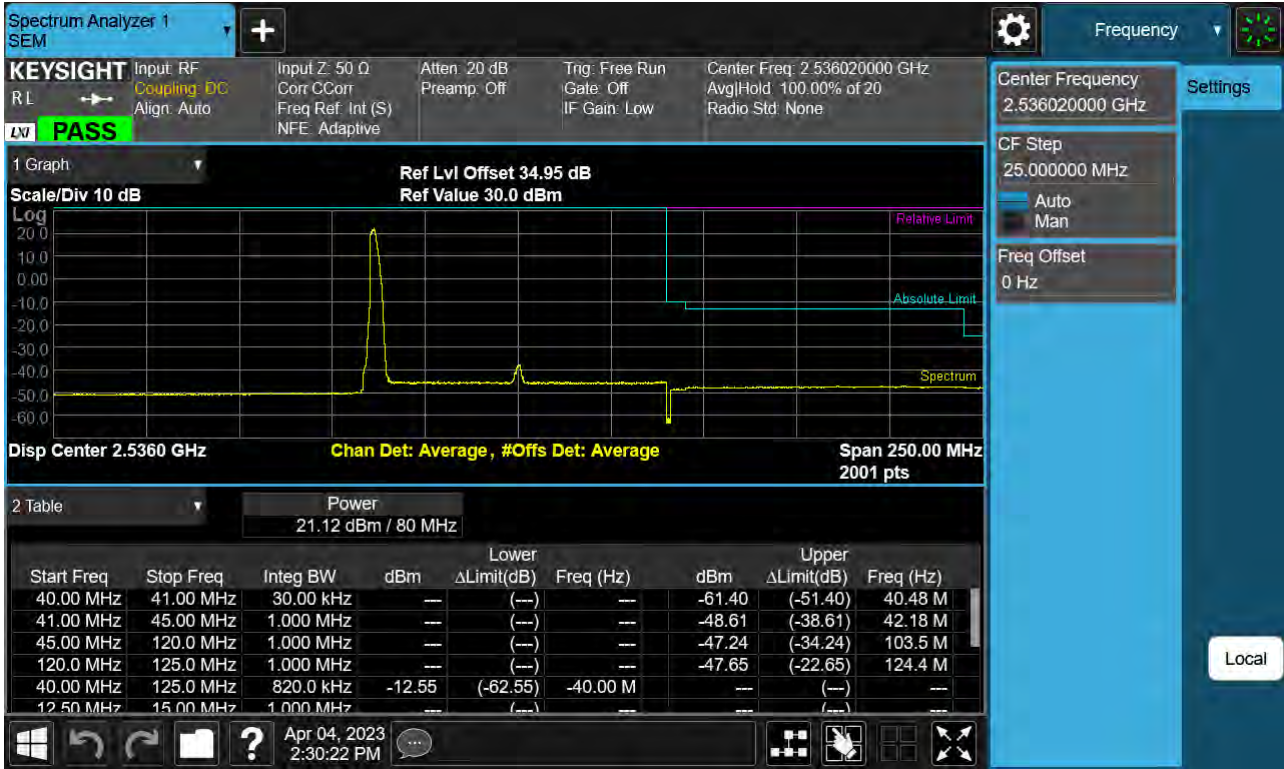 Spectrum Analyzer 1
SEM
Frequency
KEYSIGHT
RL
LXI
PASS
Input: RF
Coupling: DC
Align: Auto
Input Z: 50 Ω
Corr CCorr
Freq Ref: Int (S)
NFE: Adaptive
Atten: 20 dB
Preamp: Off
Trig: Free Run
Gate: Off
IF Gain: Low
Center Freq: 2.536020000 GHz
Avg|Hold: 100.00% of 20
Radio Std: None
Center Frequency
2.536020000 GHz
Settings
CF Step
25.000000 MHz
Auto
Man
Freq Offset
0 Hz
Local
1 Graph
Scale/Div 10 dB
Ref Lvl Offset 34.95 dB
Ref Value 30.0 dBm
Log
20.0
10.0
0.00
-10.0
-20.0
-30.0
-40.0
-50.0
-60.0
Relative Limit
Absolute Limit
Spectrum
Disp Center 2.5360 GHz
Chan Det: Average, #Offs Det: Average
Span 250.00 MHz
2001 pts
2 Table
Power
21.12 dBm / 80 MHz
Lower Upper
Start Freq Stop Freq Integ BW dBm ΔLimit(dB) Freq (Hz) dBm ΔLimit(dB) Freq (Hz)
40.00 MHz 41.00 MHz 30.00 kHz --- (---) --- -61.40 (-51.40) 40.48 M
41.00 MHz 45.00 MHz 1.000 MHz --- (---) --- -48.61 (-38.61) 42.18 M
45.00 MHz 120.0 MHz 1.000 MHz --- (---) --- -47.24 (-34.24) 103.5 M
120.0 MHz 125.0 MHz 1.000 MHz --- (---) --- -47.65 (-22.65) 124.4 M
40.00 MHz 125.0 MHz 820.0 kHz -12.55 (-62.55) -40.00 M --- (---) ---
12.50 MHz 15.00 MHz 1.000 MHz --- (---) --- --- (---) ---
Apr 04, 2023
2:30:22 PM